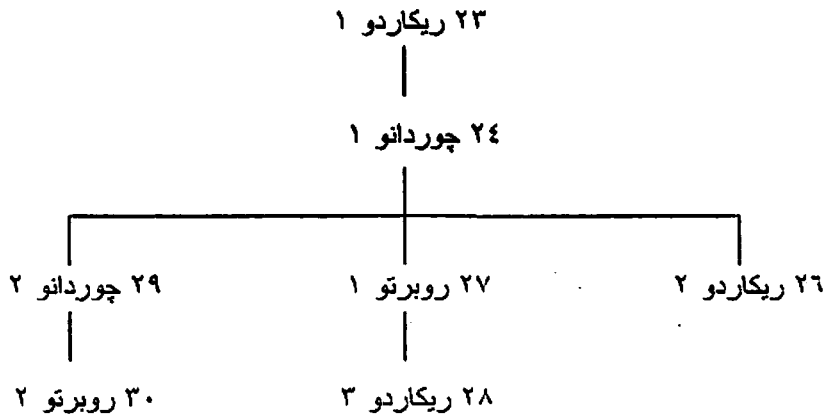 ٢٣ ريكاردو ١
٢٤ چوردانو ١
٢٦ ريكاردو ٢
٢٧ روبرتو ١
٢٩ چوردانو ٢
٢٨ ريكاردو ٣
٣٠ روبرتو ٢